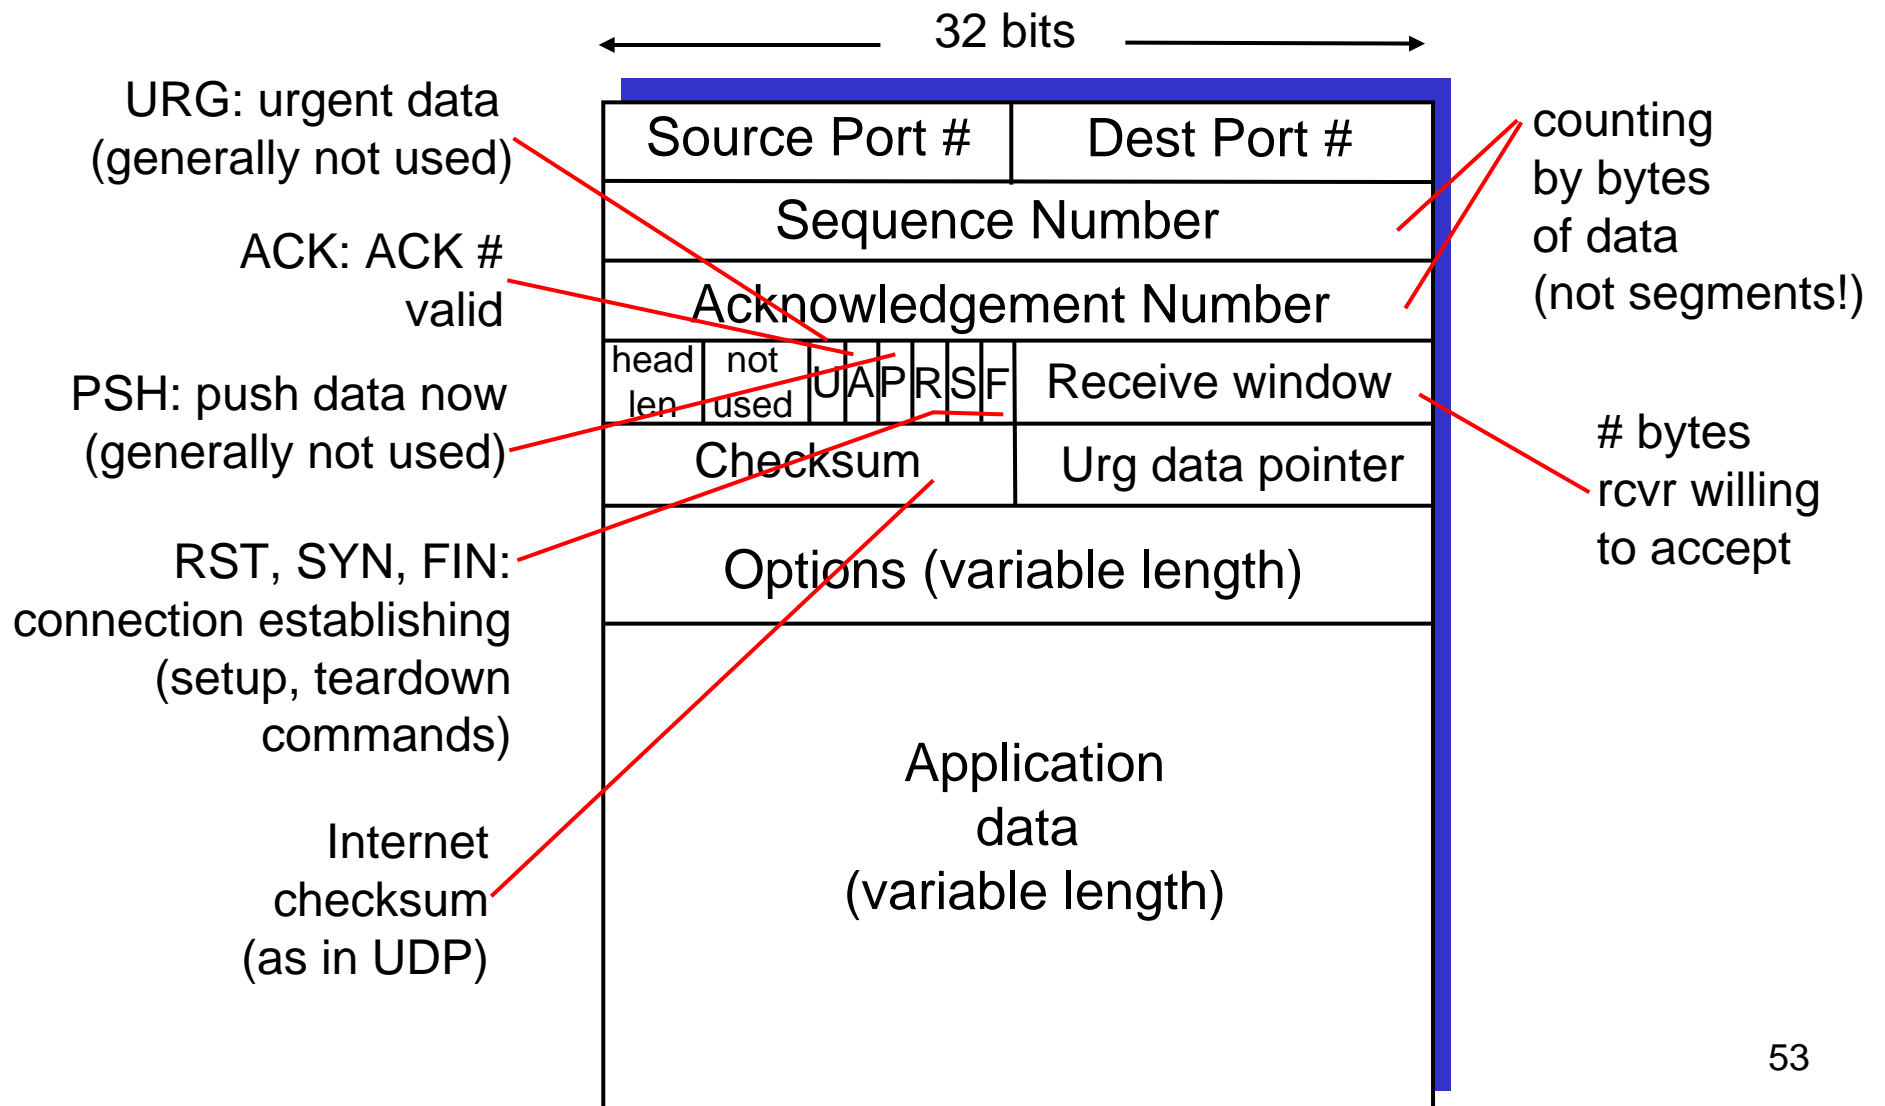 32 bits
URG: urgent data
(generally not used)
ACK: ACK #
valid
PSH: push data now
(generally not used)
RST, SYN, FIN:
connection establishing
(setup, teardown
commands)
Internet
checksum
(as in UDP)
Source Port #
Dest Port #
Sequence Number
Acknowledgement Number
head
len
not
used
U
A
P
R
S
F
Receive window
Checksum
Urg data pointer
Options (variable length)
Application
data
(variable length)
counting
by bytes
of data
(not segments!)
# bytes
rcvr willing
to accept
53